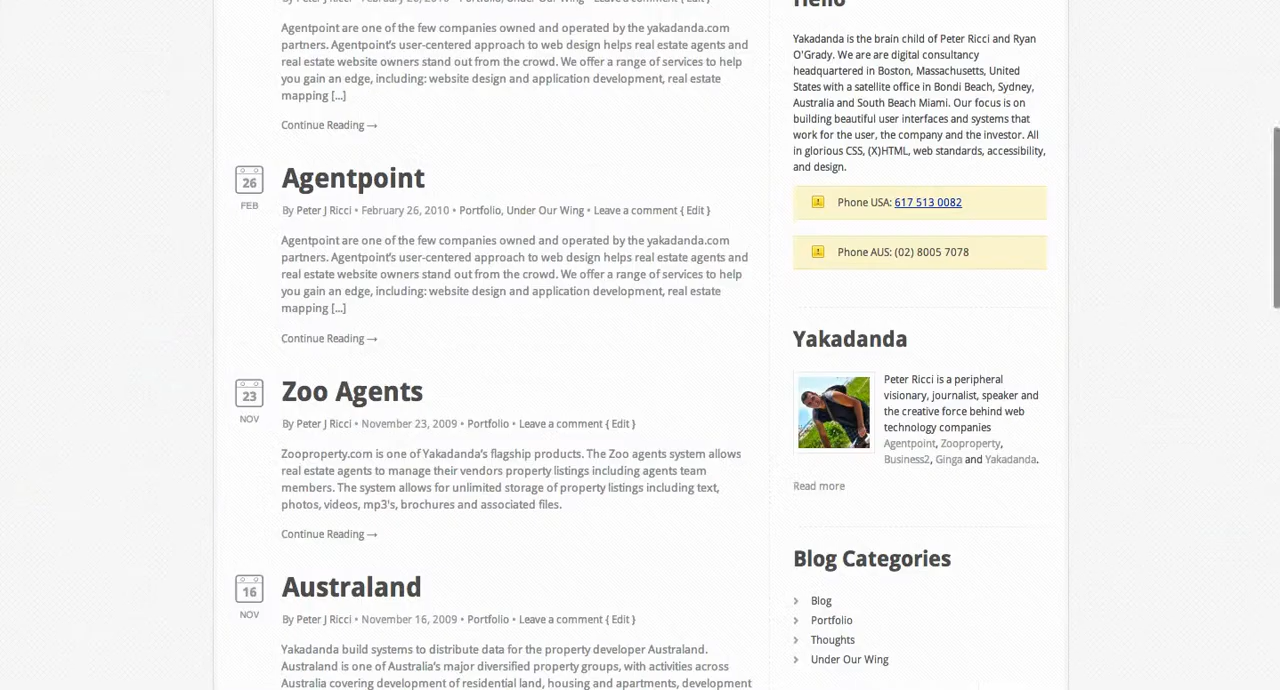 By Peter J Ricci • February 26, 2010 • Portfolio, Under Our Wing • Leave a comment { Edit }
Agentpoint are one of the few companies owned and operated by the yakadanda.com
partners. Agentpoint's user-centered approach to web design helps real estate agents and
real estate website owners stand out from the crowd. We offer a range of services to help
you gain an edge, including: website design and application development, real estate
mapping [...]
Continue Reading →
26
FEB
Agentpoint
By Peter J Ricci • February 26, 2010 • Portfolio, Under Our Wing • Leave a comment { Edit }
Agentpoint are one of the few companies owned and operated by the yakadanda.com
partners. Agentpoint's user-centered approach to web design helps real estate agents and
real estate website owners stand out from the crowd. We offer a range of services to help
you gain an edge, including: website design and application development, real estate
mapping [...]
Continue Reading →
23
NOV
Zoo Agents
By Peter J Ricci • November 23, 2009 • Portfolio • Leave a comment { Edit }
Zooproperty.com is one of Yakadanda's flagship products. The Zoo agents system allows
real estate agents to manage their vendors property listings including agents team
members. The system allows for unlimited storage of property listings including text,
photos, videos, mp3's, brochures and associated files.
Continue Reading →
16
NOV
Australand
By Peter J Ricci • November 16, 2009 • Portfolio • Leave a comment { Edit }
Yakadanda build systems to distribute data for the property developer Australand.
Australand is one of Australia's major diversified property groups, with activities across
Australia covering development of residential land, housing and apartments, development
Hello
Yakadanda is the brain child of Peter Ricci and Ryan
O'Grady. We are are digital consultancy
headquartered in Boston, Massachusetts, United
States with a satellite office in Bondi Beach, Sydney,
Australia and South Beach Miami. Our focus is on
building beautiful user interfaces and systems that
work for the user, the company and the investor. All
in glorious CSS, (X)HTML, web standards, accessibility,
and design.
Phone USA: 617 513 0082
Phone AUS: (02) 8005 7078
Yakadanda
Peter Ricci is a peripheral
visionary, journalist, speaker and
the creative force behind web
technology companies
Agentpoint, Zooproperty,
Business2, Ginga and Yakadanda.
Read more
Blog Categories
Blog
Portfolio
Thoughts
Under Our Wing